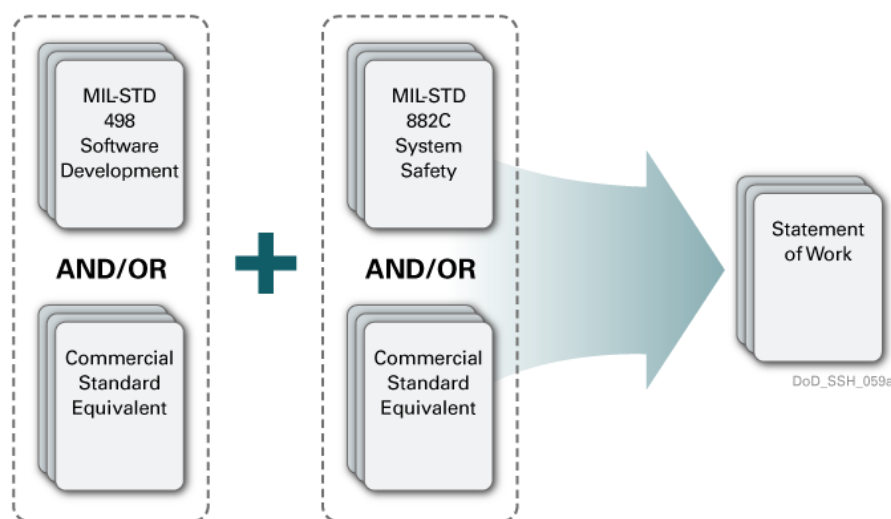 MIL-STD
498
Software
Development
AND/OR
Commercial
Standard
Equivalent
MIL-STD
882C
System
Safety
AND/OR
Commercial
Standard
Equivalent
Statement
of Work
DoD_SSH_059a